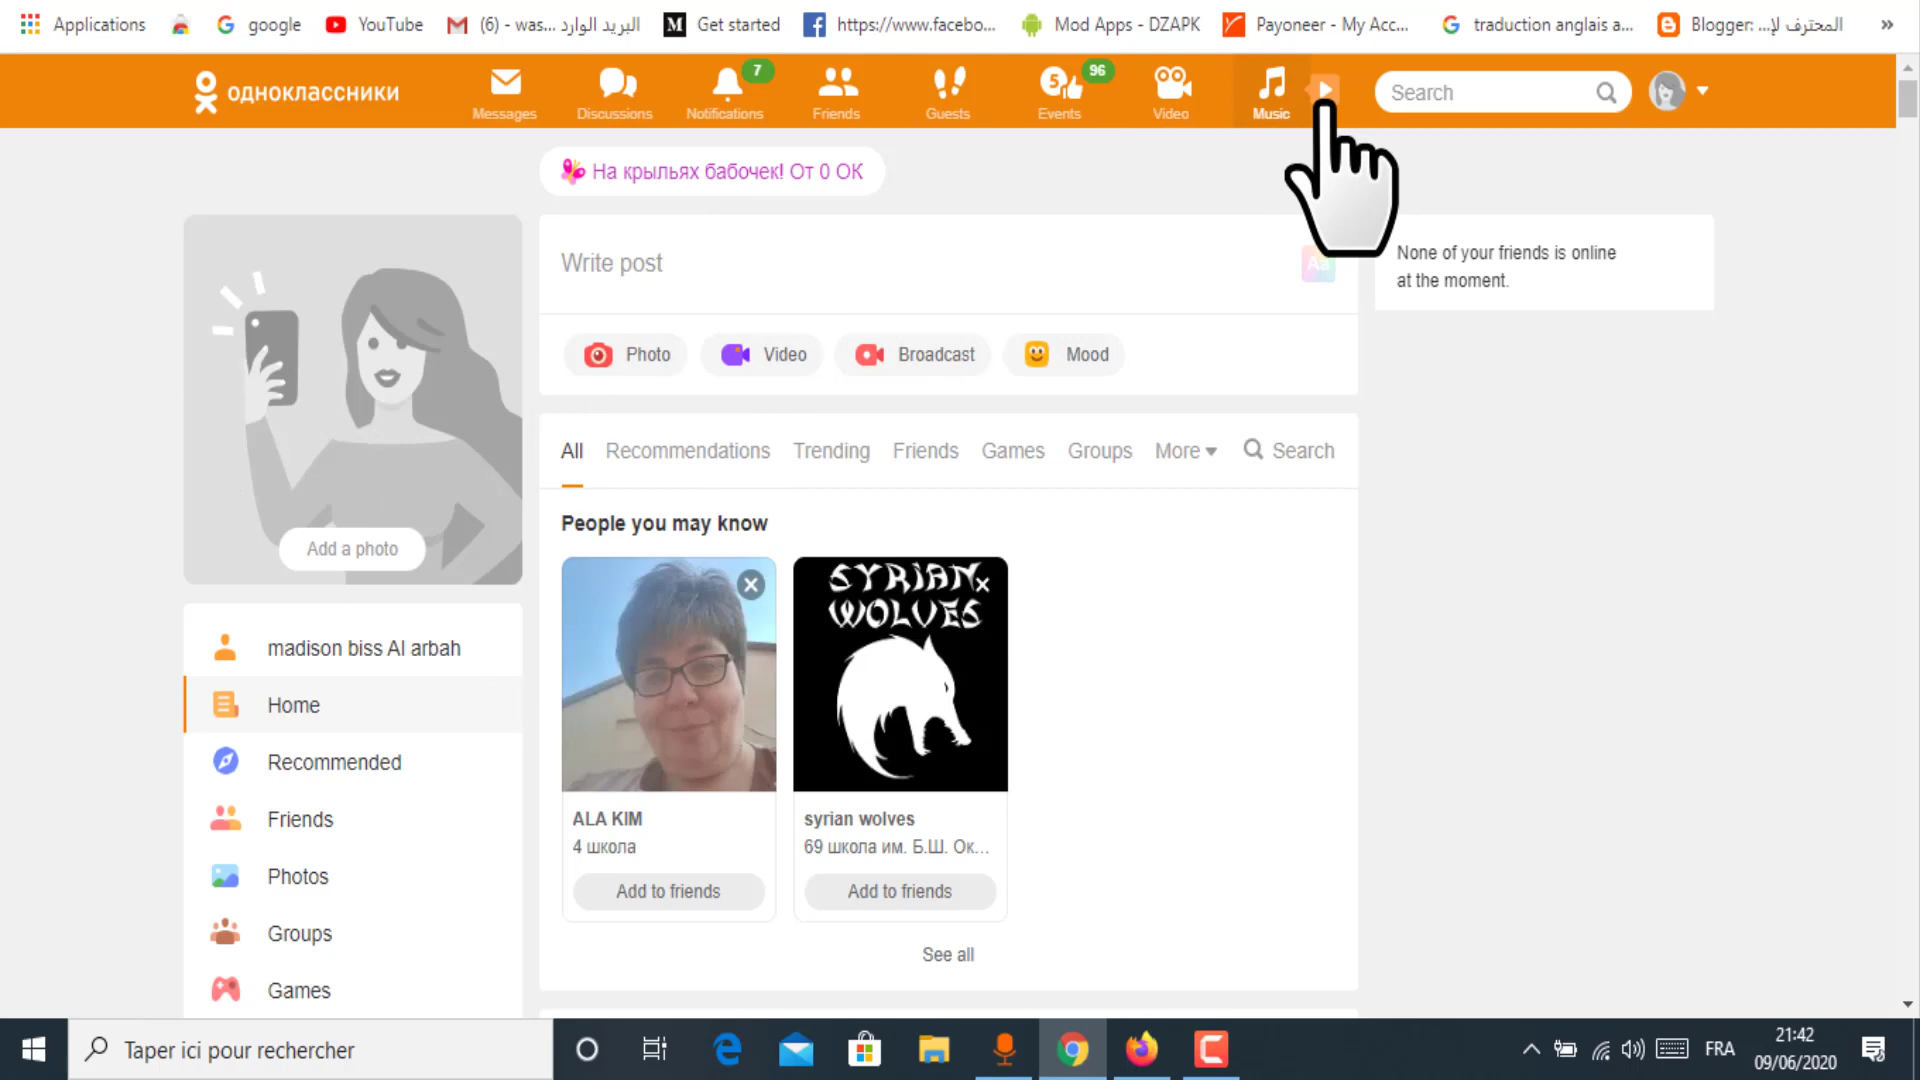 Applications
google
YouTube
(6) - was... البريد الوارد
Get started
https://www.facebo...
Mod Apps - DZAPK
Payoneer - My Acc...
traduction anglais a...
Blogger: ...المحترف لإ
»
одноклассники
Messages
Discussions
7
Notifications
Friends
Guests
5
96
Events
Video
Music
Search
На крыльях бабочек! От 0 ОК
Write post
Aa
None of your friends is online
at the moment.
Photo
Video
Broadcast
Mood
All
Recommendations
Trending
Friends
Games
Groups
More
Search
Add a photo
People you may know
SYRIAN
WOLVES
ALA KIM
4 школа
Add to friends
syrian wolves
69 школа им. Б.Ш. Ок...
Add to friends
See all
madison biss Al arbah
Home
Recommended
Friends
Photos
Groups
Games
Taper ici pour rechercher
FRA
21:42
09/06/2020